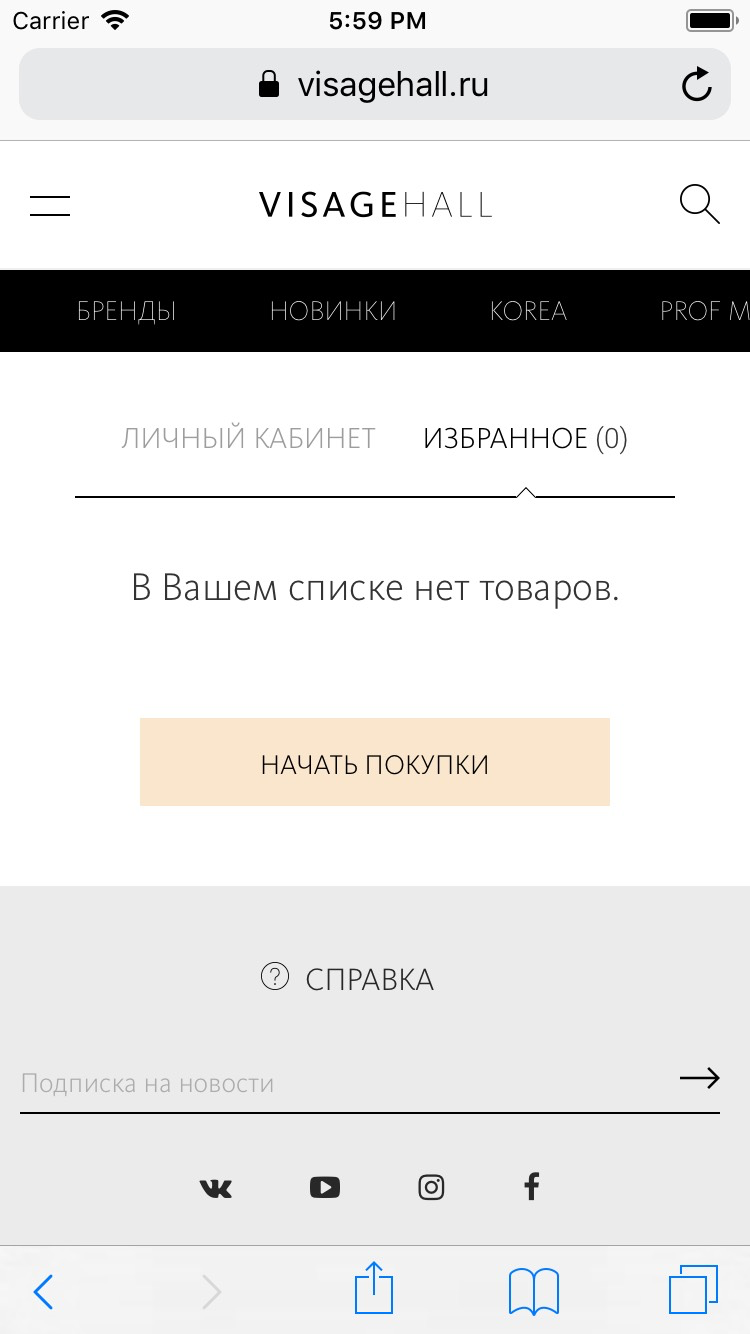 Carrier 5:59 PM
visagehall.ru
VISAGEHALL
БРЕНДЫ НОВИНКИ KOREA PROF M
ЛИЧНЫЙ КАБИНЕТ ИЗБРАННОЕ (0)
В Вашем списке нет товаров.
НАЧАТЬ ПОКУПКИ
? СПРАВКА
Подписка на новости